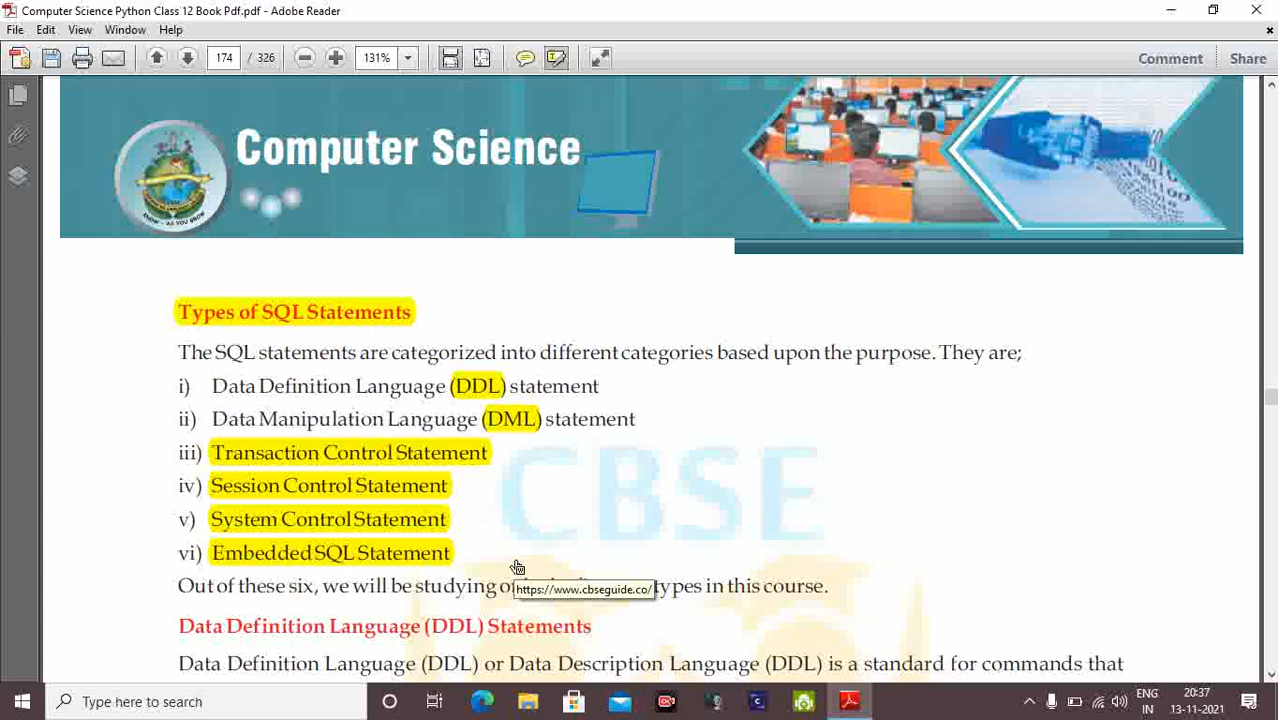 Computer Science Python Class 12 Book Pdf.pdf - Adobe Reader
File Edit View Window Help
174 / 326 131% Comment Share
Computer Science
Types of SQL Statements
The SQL statements are categorized into different categories based upon the purpose. They are;
i) Data Definition Language (DDL) statement
ii) Data Manipulation Language (DML) statement
iii) Transaction Control Statement
iv) Session Control Statement
v) System Control Statement
vi) Embedded SQL Statement
CBSE
Out of these six, we will be studying types in this course.
https://www.cbseguide.co/
Data Definition Language (DDL) Statements
Data Definition Language (DDL) or Data Description Language (DDL) is a standard for commands that
Type here to search
ENG 20:37
IN 13-11-2021